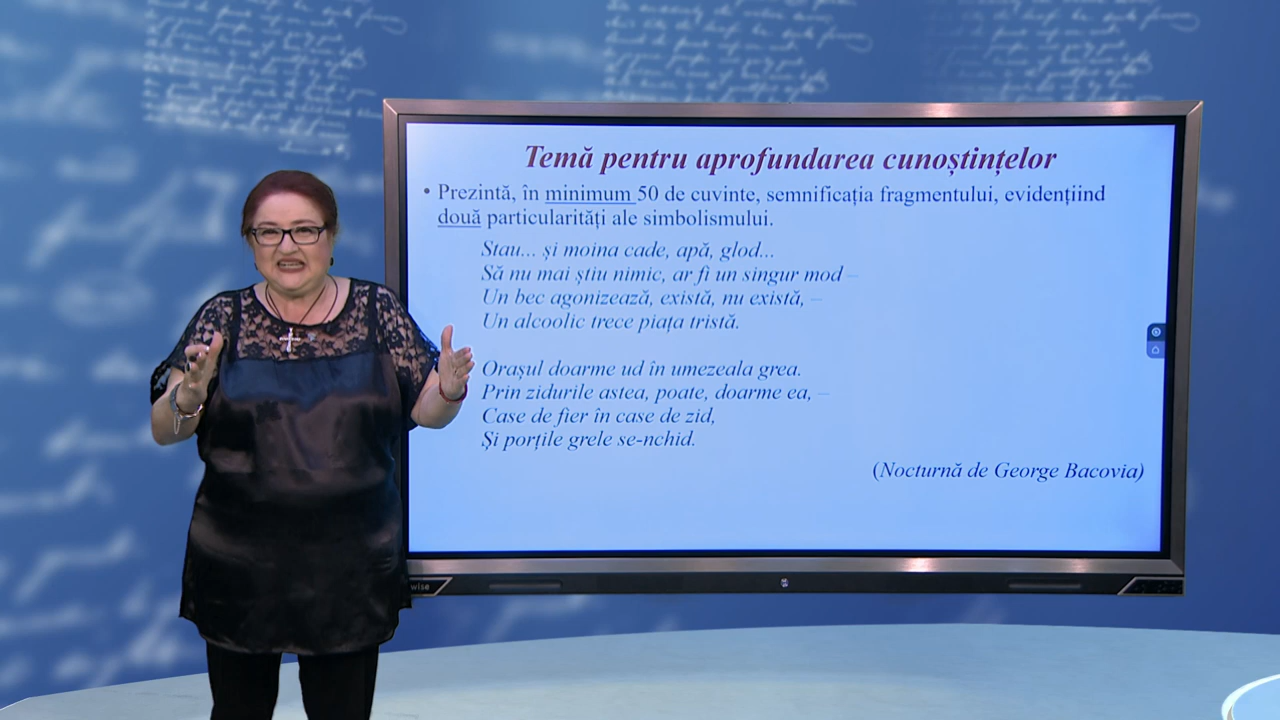 Temă pentru aprofundarea cunoștințelor
• Prezintă, în minimum 50 de cuvinte, semnificația fragmentului, evidențiind
două particularități ale simbolismului.
Stau... și moina cade, apă, glod...
Să nu mai știu nimic, ar fi un singur mod –
Un bec agonizează, există, nu există, –
Un alcoolic trece piața tristă.
Orașul doarme ud în umezeala grea.
Prin zidurile astea, poate, doarme ea, –
Case de fier în case de zid,
Și porțile grele se-nchid.
(Nocturnă de George Bacovia)
wise